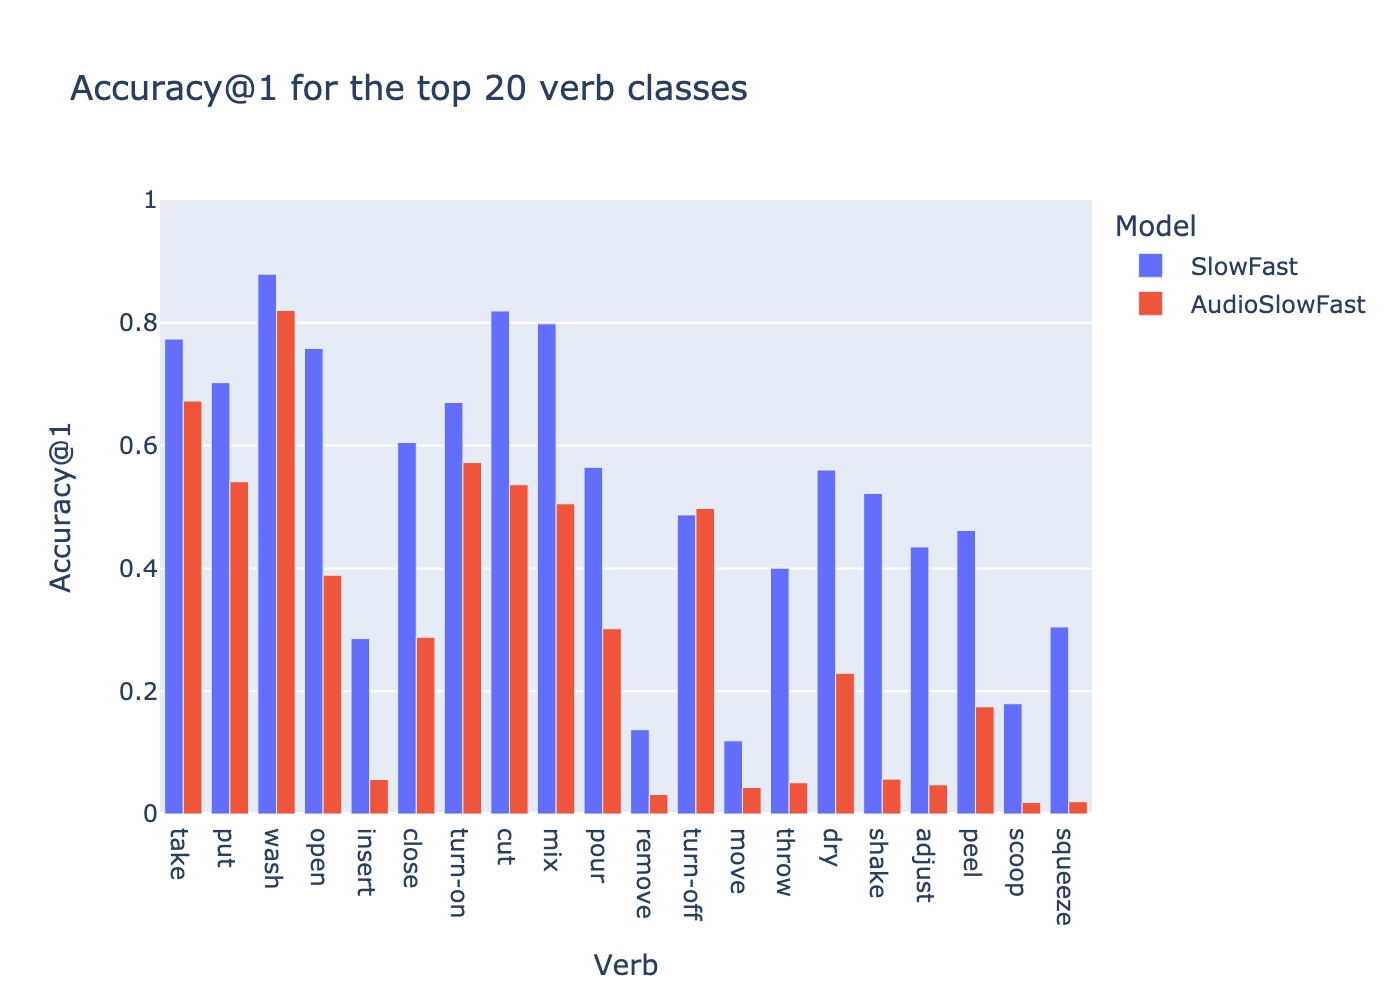 Accuracy@1 for the top 20 verb classes
Model
SlowFast
AudioSlowFast
Accuracy@1
1
0.8
0.6
0.4
0.2
0
take
put
wash
open
insert
close
turn-on
cut
mix
pour
remove
turn-off
move
throw
dry
shake
adjust
peel
scoop
squeeze
Verb